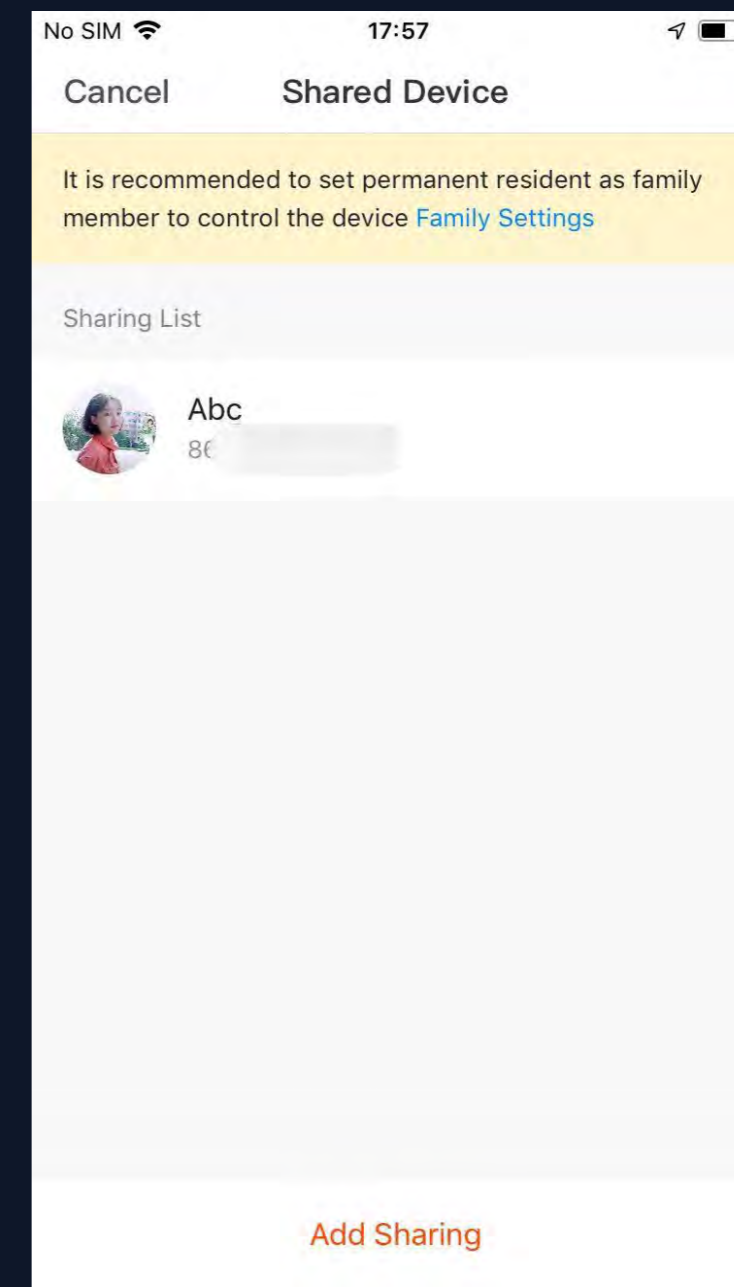 No SIM 17:57
Cancel Shared Device
It is recommended to set permanent resident as family
member to control the device Family Settings
Sharing List
Abc
86
Add Sharing